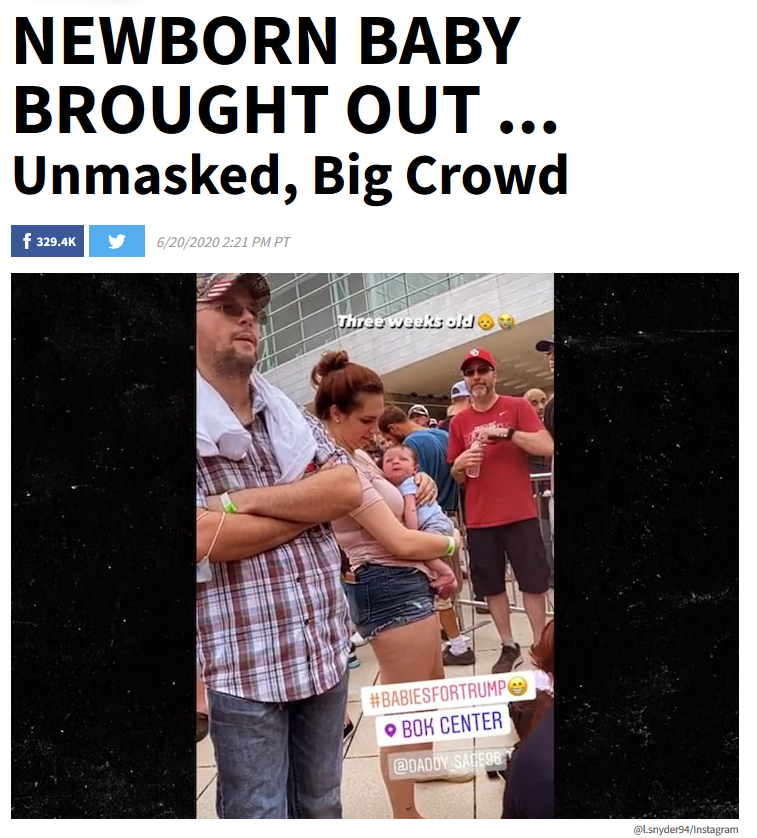 NEWBORN BABY
BROUGHT OUT ...
Unmasked, Big Crowd
f 329.4K
6/20/2020 2:21 PM PT
Three weeks old 👶😭
#BABIESFORTRUMP😁
BOK CENTER
@DADDY_SAGE98
@l.snyder94/Instagram